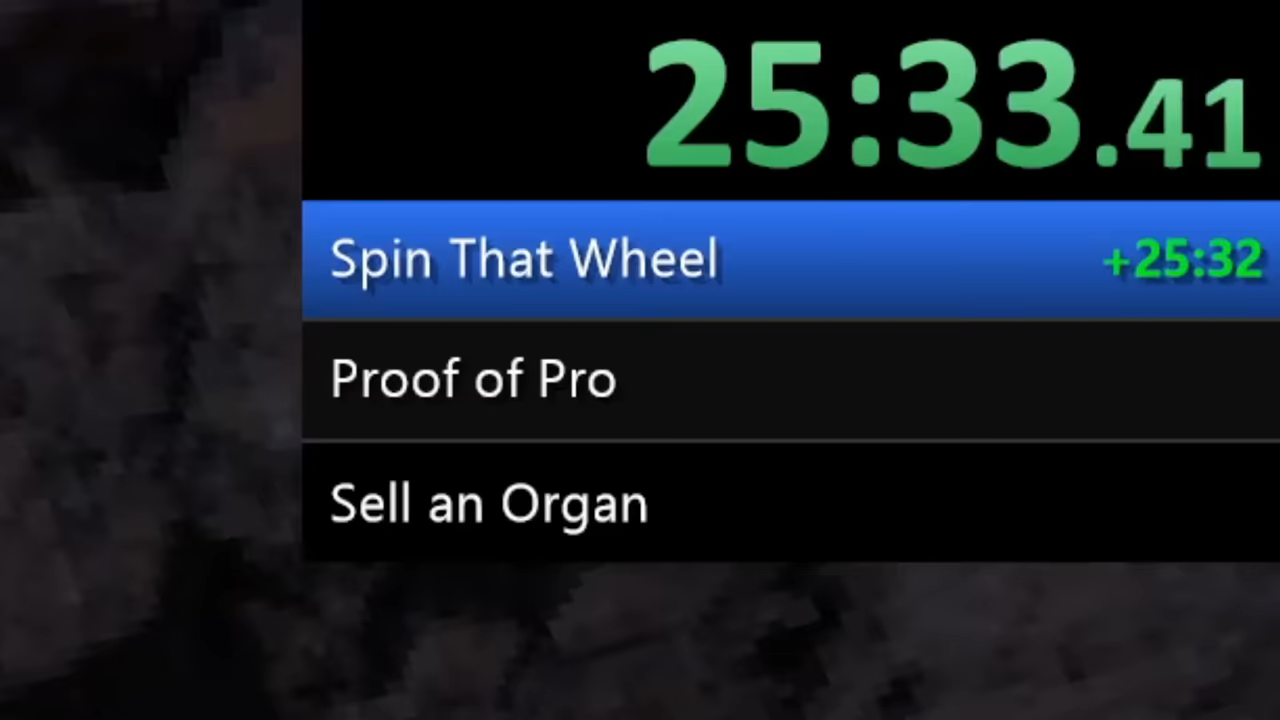 25:33.41
Spin That Wheel +25:32
Proof of Pro
Sell an Organ